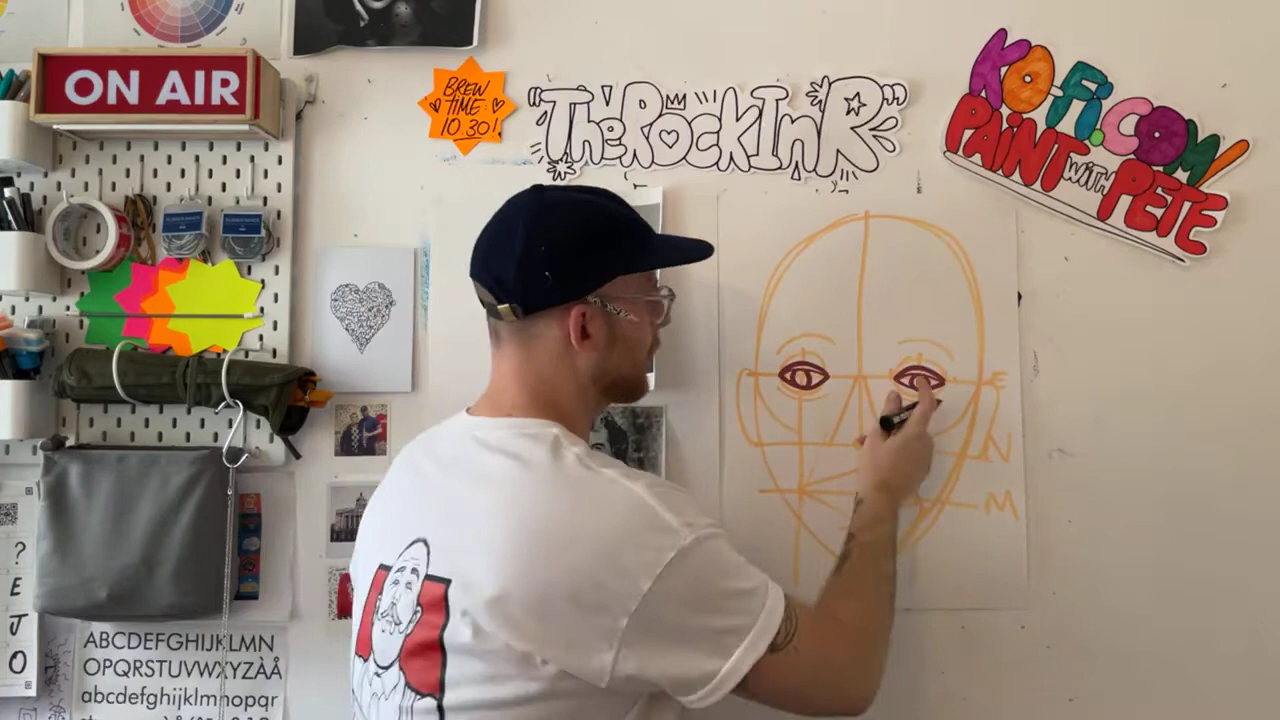 ON AIR
BREW
TIME:
10.30!
"TheRockInR"
KO-Fi.COM/
PAINT WITH PETE
E
N
M
?
E
J
O
ABCDEFGHIJKLMN
OPQRSTUVWXYZÀÅ
abcdefghijklmnopqr